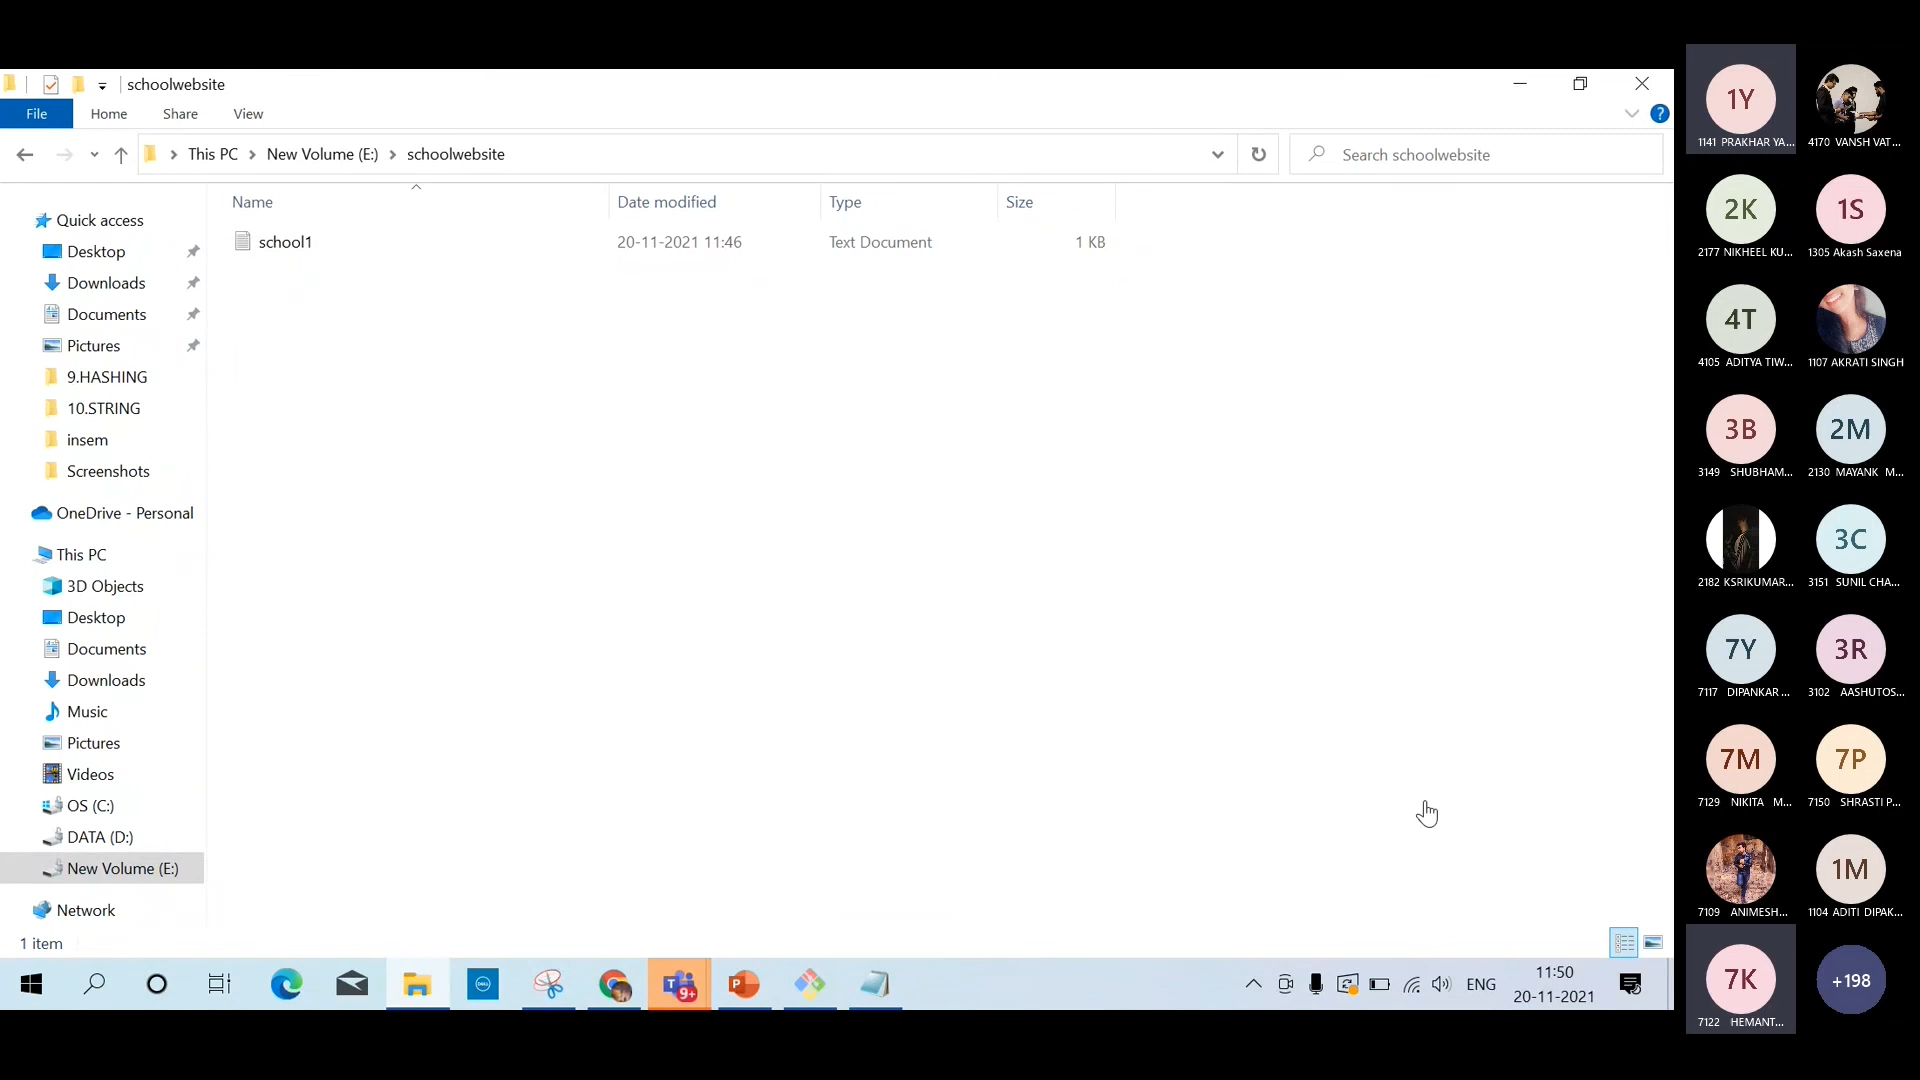 schoolwebsite
File Home Share View
This PC New Volume (E:) schoolwebsite
Search schoolwebsite
Name Date modified Type Size
school1 20-11-2021 11:46 Text Document 1 KB
Quick access
Desktop
Downloads
Documents
Pictures
9.HASHING
10.STRING
insem
Screenshots
OneDrive - Personal
This PC
3D Objects
Desktop
Documents
Downloads
Music
Pictures
Videos
OS (C:)
DATA (D:)
New Volume (E:)
Network
1 item
DELL
9+
ENG
11:50
20-11-2021
1Y
1141 PRAKHAR YA...
4170 VANSH VAT...
2K
2177 NIKHEEL KU...
1S
1305 Akash Saxena
4T
4105 ADITYA TIW...
1107 AKRATI SINGH
3B
3149 SHUBHAM...
2M
2130 MAYANK M...
2182 KSRIKUMAR...
3C
3151 SUNIL CHA...
7Y
7117 DIPANKAR ...
3R
3102 AASHUTOS...
7M
7129 NIKITA M...
7P
7150 SHRASTI P...
7109 ANIMESH...
1M
1104 ADITI DIPAK...
7K
7122 HEMANT...
+198